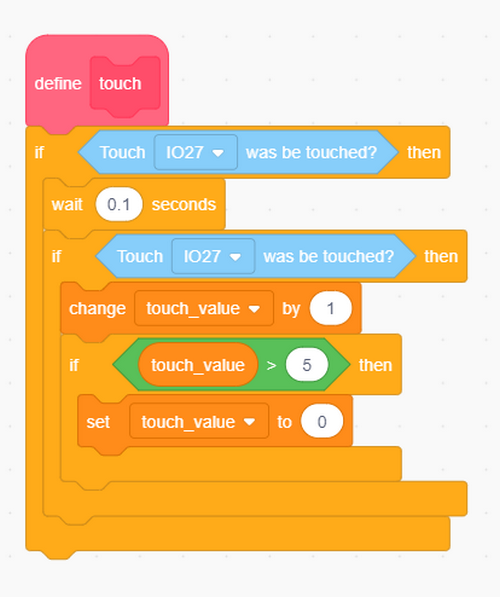 define touch
if Touch IO27 was be touched? then
wait 0.1 seconds
if Touch IO27 was be touched? then
change touch_value by 1
if touch_value > 5 then
set touch_value to 0